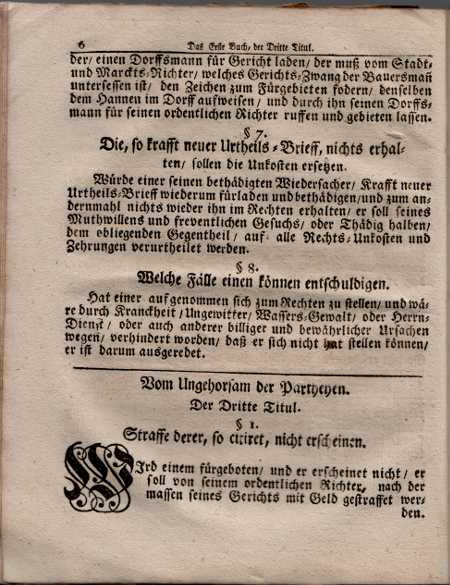 6 Das Erste Buch, der Dritte Titul.
der/ einen Dorffsmann für Gericht laden/ der muß vom Stadt-
und Marckts-Richter/ welches Gerichts-Zwang der Bauersmañ
untersessen ist/ den Zeichen zum Fürgebieten fodern/ denselben
dem Hannen im Dorff aufweisen/ und durch ihn seinen Dorffs-
mann für seinen ordentlichen Richter ruffen und gebieten lassen.
§ 7.
Die, so krafft neuer Urtheils-Brieff, nichts erhal-
ten/ sollen die Unkosten ersetzen.
Würde einer seinen bethädigten Wiedersacher/ Krafft neuer
Urtheils-Brieff wiederum fürladen und bethädigen/ und zum an-
dernmahl nichts wieder ihn im Rechten erhalten/ er soll seines
Muthwillens und freventlichen Gesuchs/ oder Thädig halben/
dem obliegenden Gegentheil/ auf alle Rechts-Unkosten und
Zehrungen verurtheilet werden.
§ 8.
Welche Fälle einen können entschuldigen.
Hat einer aufgenommen sich zum Rechten zu stellen/ und wä-
re durch Kranckheit/ Ungewitter/ Wassers-Gewalt/ oder Herrn-
Dienst/ oder auch anderer billiger und bewährlicher Ursachen
wegen/ verhindert worden/ daß er sich nicht hat stellen können/
er ist darum ausgeredet.
Vom Ungehorsam der Partheyen.
Der Dritte Titul.
§ 1.
Straffe derer, so citiret, nicht erscheinen.
WIrd einem fürgeboten/ und er erscheinet nicht/ er
soll von seinem ordentlichen Richter, nach der
massen seines Gerichts mit Geld gestraffet wer-
den.